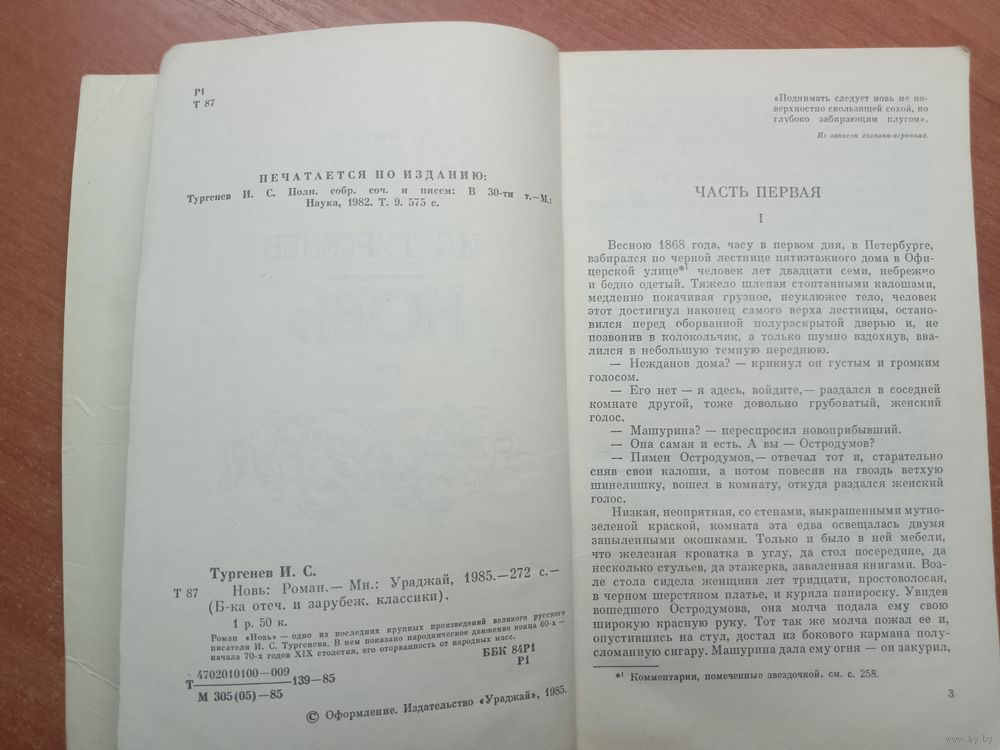 Р1
Т 87
ПЕЧАТАЕТСЯ ПО ИЗДАНИЮ:
Тургенев И. С. Полн. собр. соч. и писем: В 30-ти т.—М.:
Наука, 1982. Т. 9. 575 с.
Тургенев И. С.
Т 87 Новь: Роман.— Мн.: Ураджай, 1985.—272 с.—
(Б-ка отеч. и зарубеж. классики).
1 р. 50 к.
Роман «Новь» — одно из последних крупных произведений великого русского
писателя И. С. Тургенева. В нем показано народническое движение конца 60-х —
начала 70-х годов XIX столетия, его оторванность от народных масс.
Т 4702010100—009 139—85
М 305(05)—85
ББК 84Р1
Р1
© Оформление. Издательство «Ураджай», 1985.
«Поднимать следует новь не по-
верхностно скользящей сохой, но
глубоко забирающим плугом».
Из записок хозяина-агронома.
ЧАСТЬ ПЕРВАЯ
I
Весною 1868 года, часу в первом дня, в Петербурге,
взбирался по черной лестнице пятиэтажного дома в Офи-
церской улице*¹ человек лет двадцати семи, небрежно
и бедно одетый. Тяжело шлепая стоптанными калошами,
медленно покачивая грузное, неуклюжее тело, человек
этот достигнул наконец самого верха лестницы, остано-
вился перед оборванной полураскрытой дверью и, не
позвонив в колокольчик, а только шумно вздохнув, вва-
лился в небольшую темную переднюю.
— Нежданов дома? — крикнул он густым и громким
голосом.
— Его нет — я здесь, войдите,— раздался в соседней
комнате другой, тоже довольно грубоватый, женский
голос.
— Машурина? — переспросил новоприбывший.
— Она самая и есть. А вы — Остродумов?
— Пимен Остродумов,— отвечал тот и, старательно
сняв свои калоши, а потом повесив на гвоздь ветхую
шинелишку, вошел в комнату, откуда раздался женский
голос.
Низкая, неопрятная, со стенами, выкрашенными мутно-
зеленой краской, комната эта едва освещалась двумя
запыленными окошками. Только и было в ней мебели,
что железная кроватка в углу, да стол посередине, да
несколько стульев, да этажерка, заваленная книгами. Воз-
ле стола сидела женщина лет тридцати, простоволосая,
в черном шерстяном платье, и курила папироску. Увидев
вошедшего Остродумова, она молча подала ему свою
широкую красную руку. Тот так же молча пожал ее и,
опустившись на стул, достал из бокового кармана полу-
сломанную сигару. Машурина дала ему огня — он закурил,
*¹ Комментарии, помеченные звездочкой, см. с. 258.
3
www.ay.by